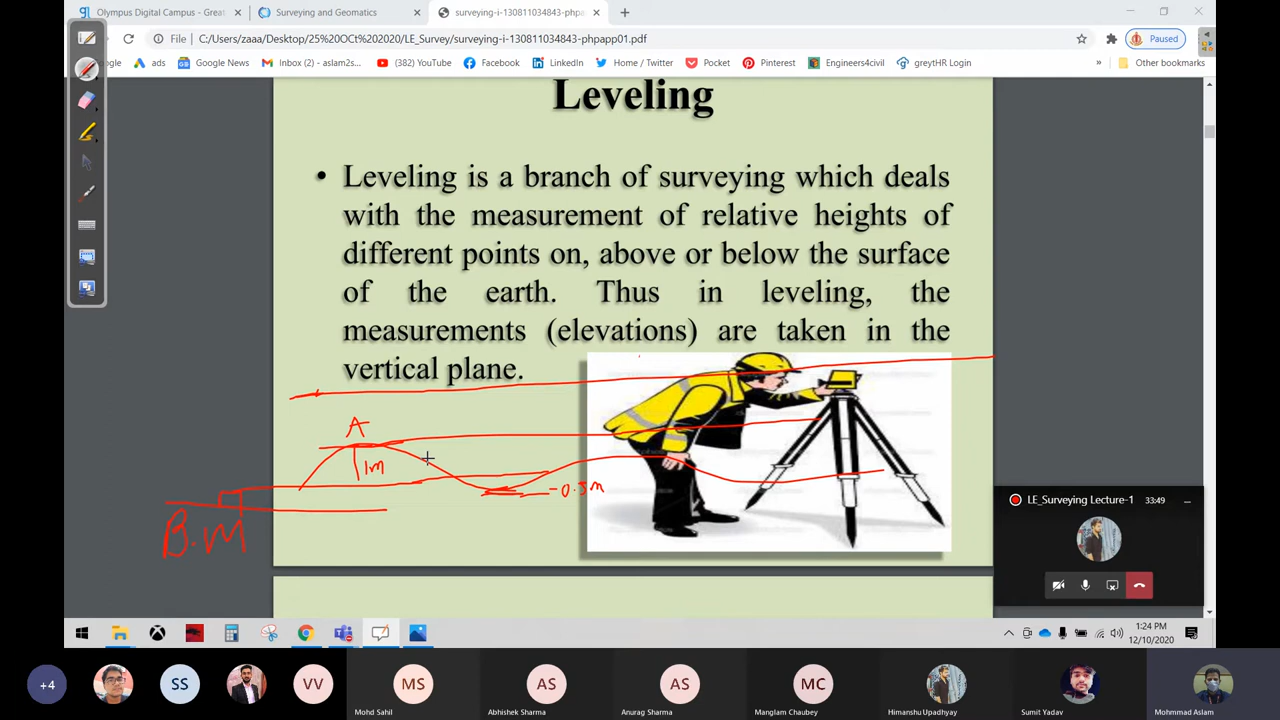 Olympus Digital Campus - Great
Surveying and Geomatics
surveying-i-130811034843-phpa
File
C:/Users/zaaa/Desktop/25%20OCt%202020/LE_Survey/surveying-i-130811034843-phpapp01.pdf
Paused
gle
ads
Google News
Inbox (2) - aslam2s...
(382) YouTube
Facebook
LinkedIn
Home / Twitter
Pocket
Pinterest
Engineers4civil
greytHR Login
»
Other bookmarks
Leveling
• Leveling is a branch of surveying which deals
with the measurement of relative heights of
different points on, above or below the surface
of the earth. Thus in leveling, the
measurements (elevations) are taken in the
vertical plane.
A
1m
-0.5m
B.M
LE_Surveying Lecture-1
33:49
1:24 PM
12/10/2020
+4
SS
VV
MS
AS
AS
MC
Mohd Sahil
Abhishek Sharma
Anurag Sharma
Manglam Chaubey
Himanshu Upadhyay
Sumit Yadav
Mohmmad Aslam